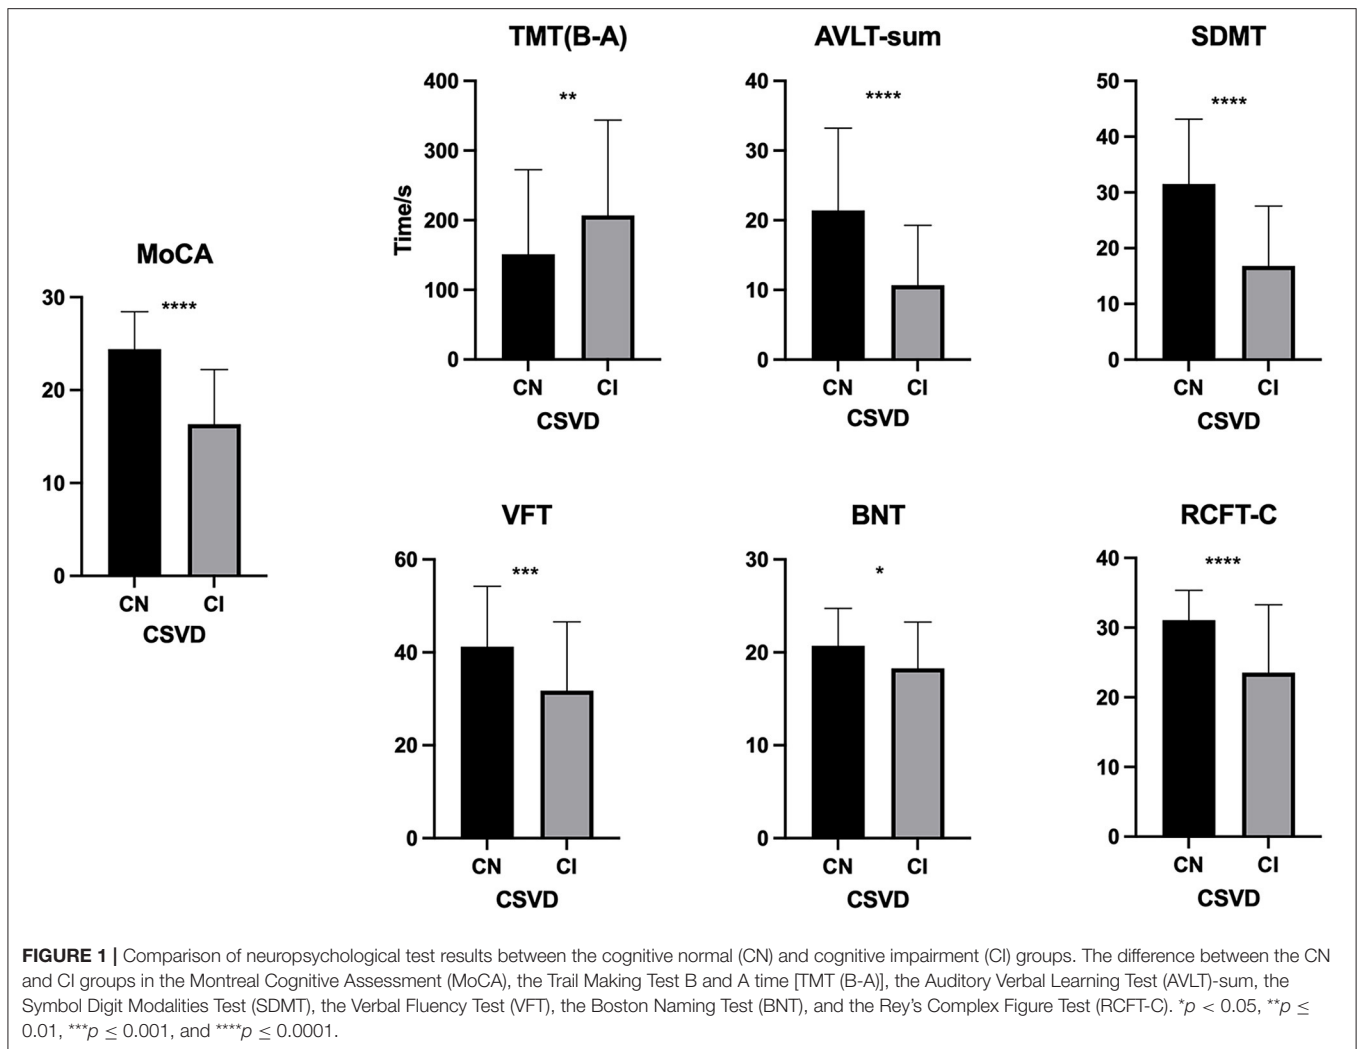 MoCA
30
20
10
0
****
CN CI
CSVD
TMT(B-A)
Time/s
400
300
200
100
0
**
CN CI
CSVD
AVLT-sum
40
30
20
10
0
****
CN CI
CSVD
SDMT
50
40
30
20
10
0
****
CN CI
CSVD
VFT
60
40
20
0
***
CN CI
CSVD
BNT
30
20
10
0
*
CN CI
CSVD
RCFT-C
40
30
20
10
0
****
CN CI
CSVD
FIGURE 1 | Comparison of neuropsychological test results between the cognitive normal (CN) and cognitive impairment (CI) groups. The difference between the CN
and CI groups in the Montreal Cognitive Assessment (MoCA), the Trail Making Test B and A time [TMT (B-A)], the Auditory Verbal Learning Test (AVLT)-sum, the
Symbol Digit Modalities Test (SDMT), the Verbal Fluency Test (VFT), the Boston Naming Test (BNT), and the Rey's Complex Figure Test (RCFT-C). *p < 0.05, **p ≤
0.01, ***p ≤ 0.001, and ****p ≤ 0.0001.